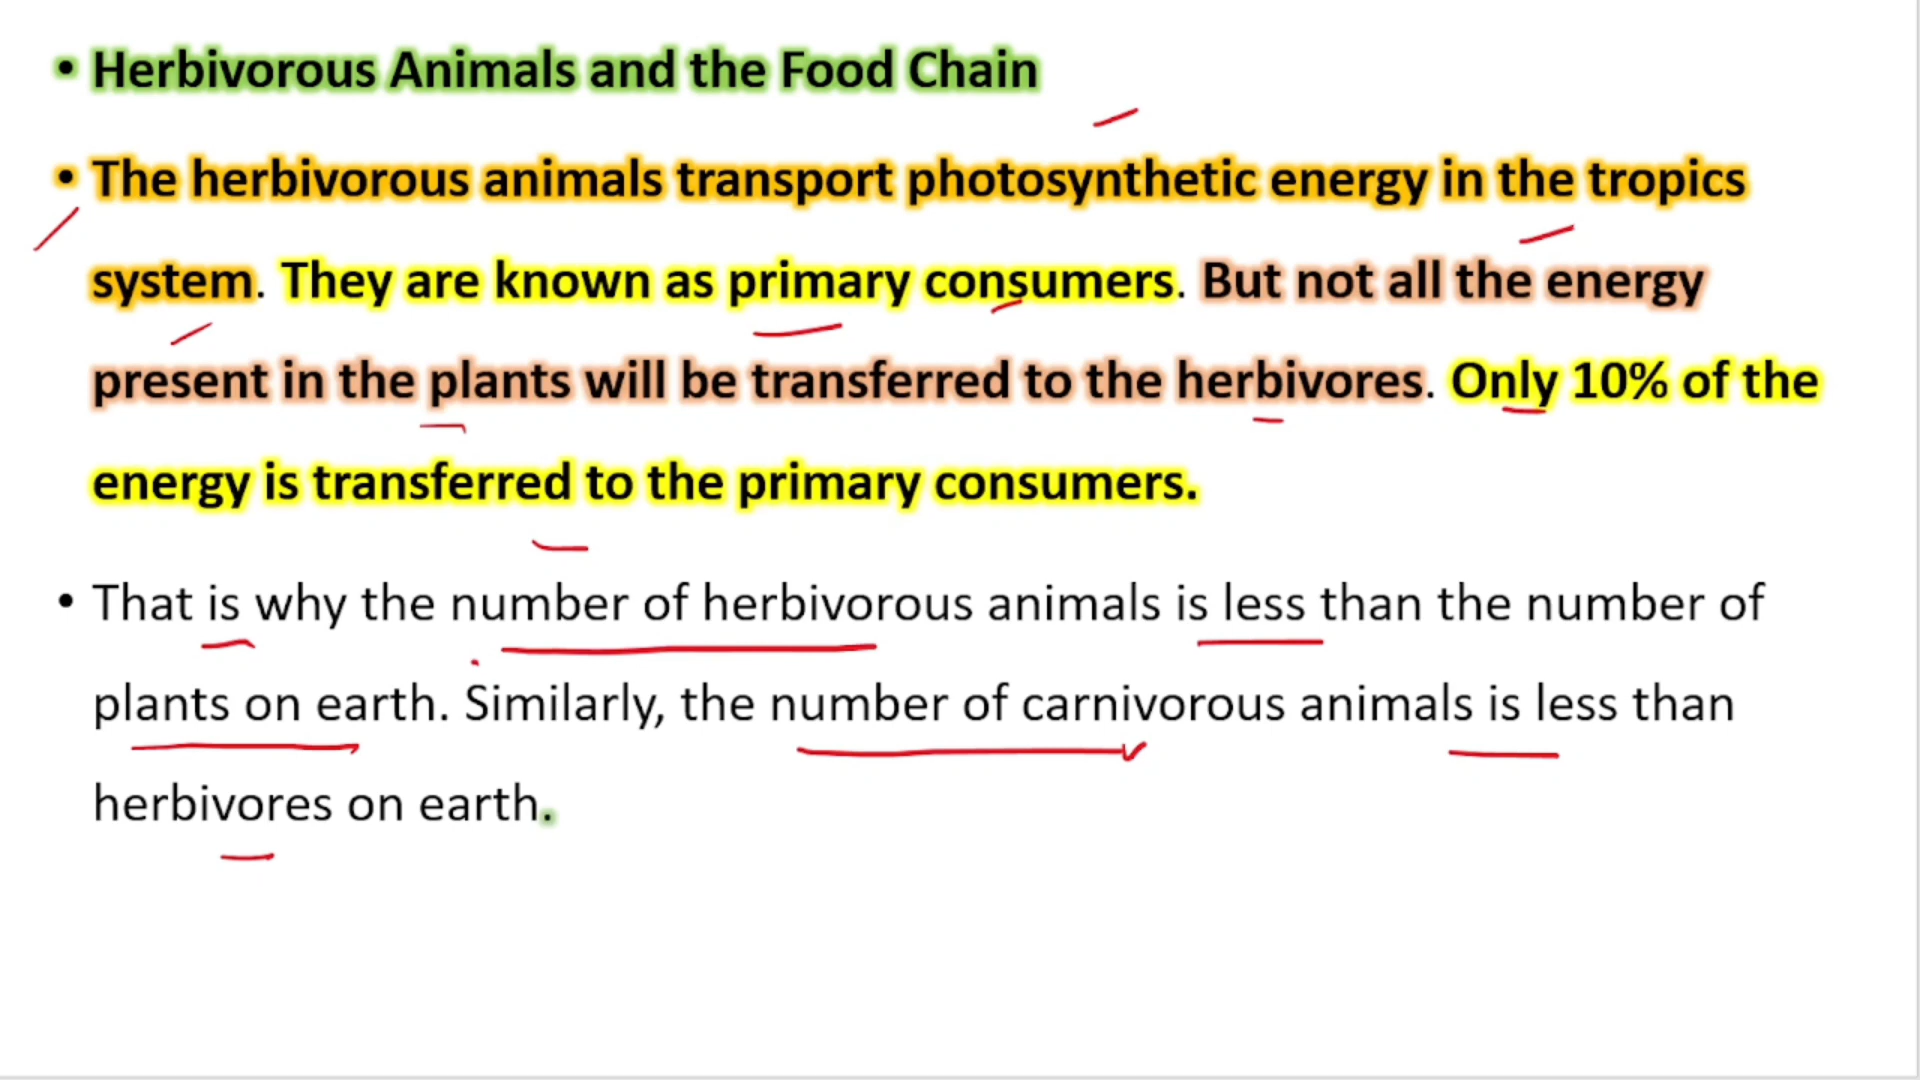 • Herbivorous Animals and the Food Chain
• The herbivorous animals transport photosynthetic energy in the tropics
system. They are known as primary consumers. But not all the energy
present in the plants will be transferred to the herbivores. Only 10% of the
energy is transferred to the primary consumers.
• That is why the number of herbivorous animals is less than the number of
plants on earth. Similarly, the number of carnivorous animals is less than
herbivores on earth.